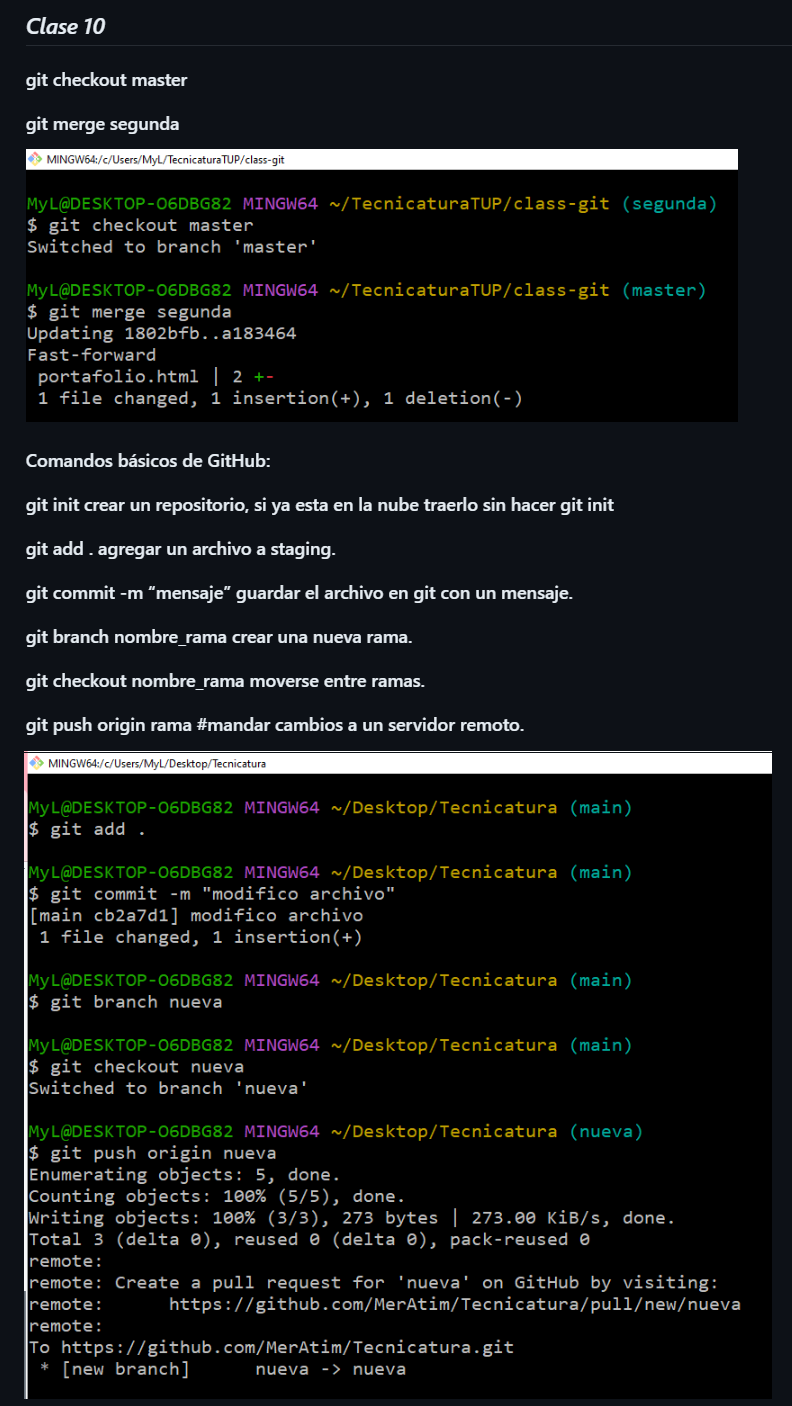 Clase 10
git checkout master
git merge segunda
MINGW64:/c/Users/MyL/TecnicaturaTUP/class-git
MyL@DESKTOP-O6DBG82 MINGW64 ~/TecnicaturaTUP/class-git (segunda)
$ git checkout master
Switched to branch 'master'
MyL@DESKTOP-O6DBG82 MINGW64 ~/TecnicaturaTUP/class-git (master)
$ git merge segunda
Updating 1802bfb..a183464
Fast-forward
 portafolio.html | 2 +-
 1 file changed, 1 insertion(+), 1 deletion(-)
Comandos básicos de GitHub:
git init crear un repositorio, si ya esta en la nube traerlo sin hacer git init
git add . agregar un archivo a staging.
git commit -m “mensaje” guardar el archivo en git con un mensaje.
git branch nombre_rama crear una nueva rama.
git checkout nombre_rama moverse entre ramas.
git push origin rama #mandar cambios a un servidor remoto.
MINGW64:/c/Users/MyL/Desktop/Tecnicatura
MyL@DESKTOP-O6DBG82 MINGW64 ~/Desktop/Tecnicatura (main)
$ git add .
MyL@DESKTOP-O6DBG82 MINGW64 ~/Desktop/Tecnicatura (main)
$ git commit -m "modifico archivo"
[main cb2a7d1] modifico archivo
 1 file changed, 1 insertion(+)
MyL@DESKTOP-O6DBG82 MINGW64 ~/Desktop/Tecnicatura (main)
$ git branch nueva
MyL@DESKTOP-O6DBG82 MINGW64 ~/Desktop/Tecnicatura (main)
$ git checkout nueva
Switched to branch 'nueva'
MyL@DESKTOP-O6DBG82 MINGW64 ~/Desktop/Tecnicatura (nueva)
$ git push origin nueva
Enumerating objects: 5, done.
Counting objects: 100% (5/5), done.
Writing objects: 100% (3/3), 273 bytes | 273.00 KiB/s, done.
Total 3 (delta 0), reused 0 (delta 0), pack-reused 0
remote:
remote: Create a pull request for 'nueva' on GitHub by visiting:
remote:      https://github.com/MerAtim/Tecnicatura/pull/new/nueva
remote:
To https://github.com/MerAtim/Tecnicatura.git
 * [new branch]      nueva -> nueva